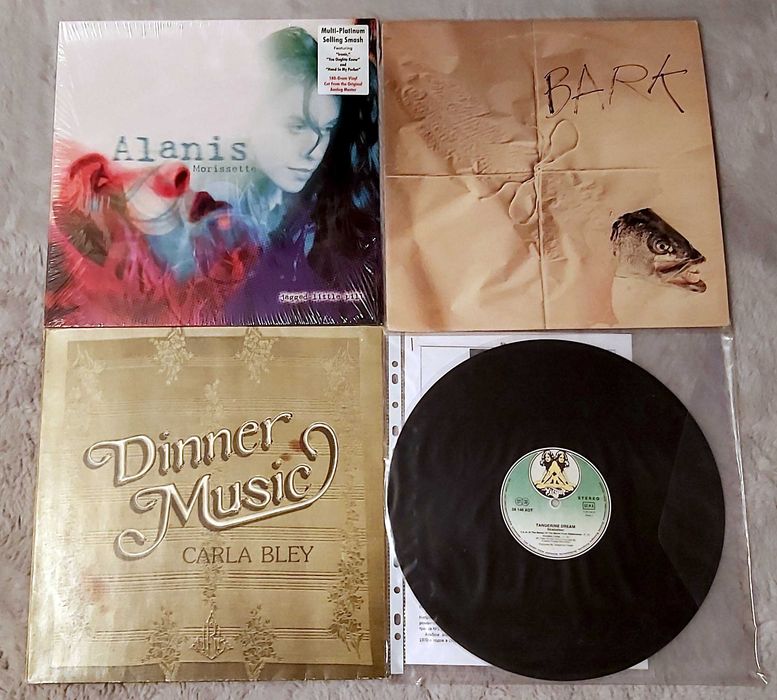 Multi-Platinum
Selling Smash
Featuring
"Ironic,"
"You Oughta Know"
and
"Hand In My Pocket"
180-Gram Vinyl
Cut From the Original
Analog Master
Alanis
Morissette
jagged little pill
BARK
Dinner
Music
CARLA BLEY
STEREO
TANGERINE DREAM